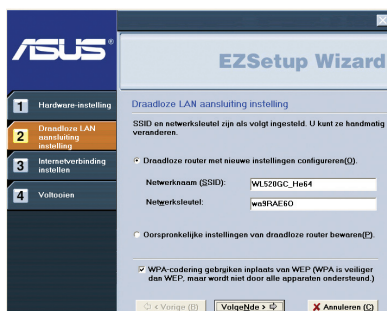 ASUS®
EZSetup Wizard
1 Hardware-instelling
2 Draadloze LAN
aansluiting
instelling
3 Internetverbinding
instellen
4 Voltooien
Draadloze LAN aansluiting instelling
SSID en netwerksleutel zijn als volgt ingesteld. U kunt ze handmatig
veranderen.
Draadloze router met nieuwe instellingen configureren(O).
Netwerknaam (SSID): WL520GC_He64
Netwerksleutel: wa9RAE6O
Oorspronkelijke instellingen van draadloze router bewaren(P).
WPA-codering gebrijken inplaats van WEP (WPA is veiliger
dan WEP, maar wordt niet door alle apparaten ondersteund.)
< Vorige (B) VolgeNde > Annuleren (C)